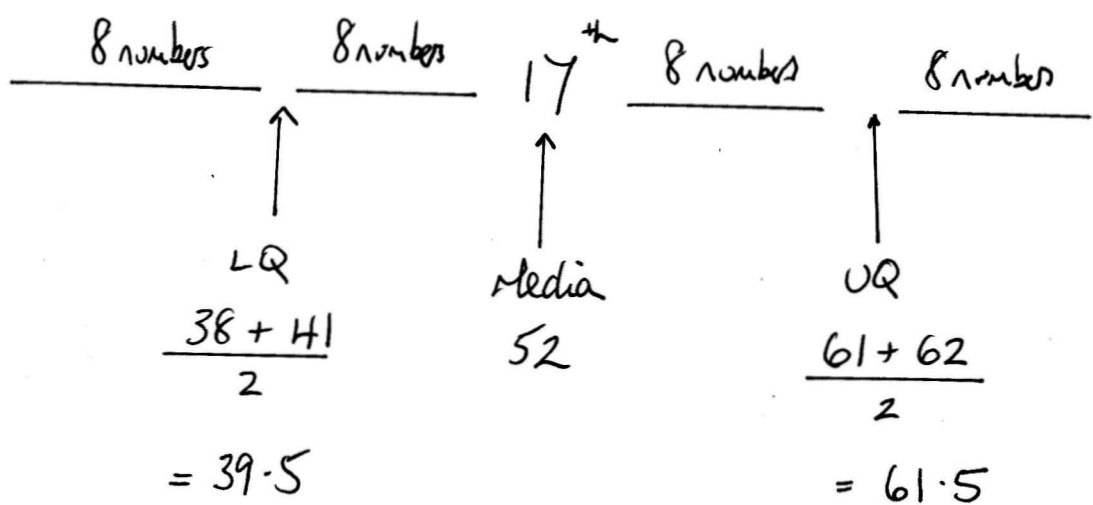 8 numbers 8 numbers 17th 8 numbers 8 numbers
LQ Media UQ
38 + 41 52 61 + 62
2 2
= 39.5 = 61.5